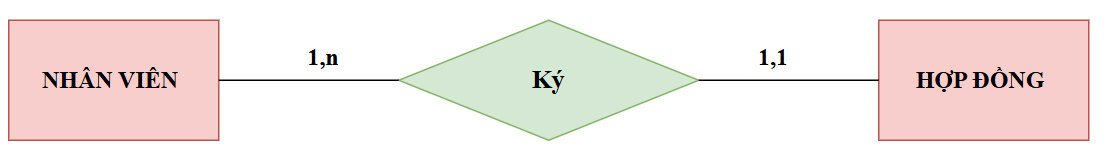 NHÂN VIÊN
1,n
Ký
1,1
HỢP ĐỒNG